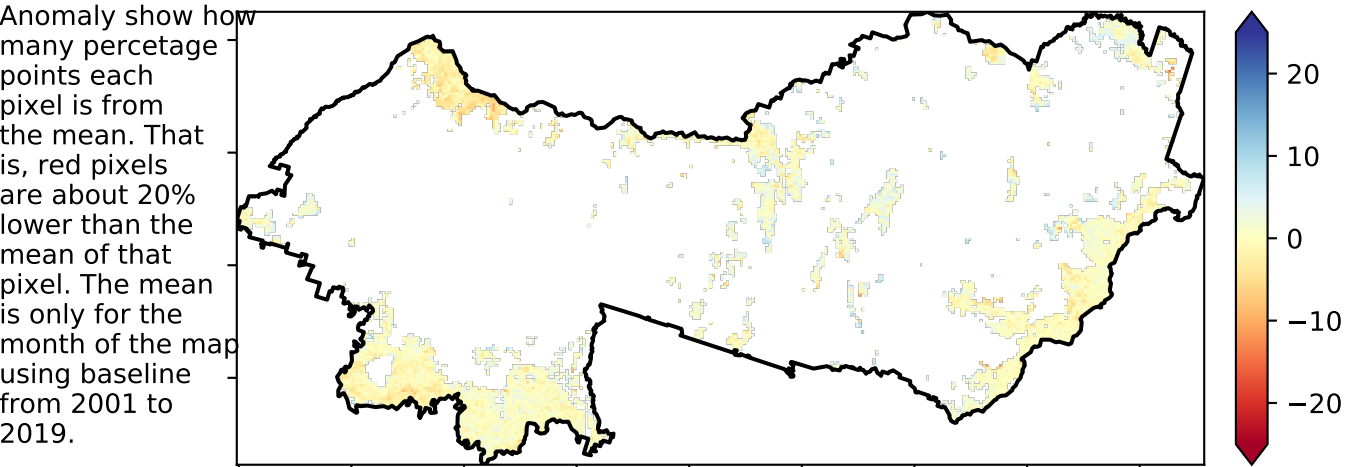 Anomaly show how
many percetage
points each
pixel is from
the mean. That
is, red pixels
are about 20%
lower than the
mean of that
pixel. The mean
is only for the
month of the map
using baseline
from 2001 to
2019.
20
10
0
−10
−20